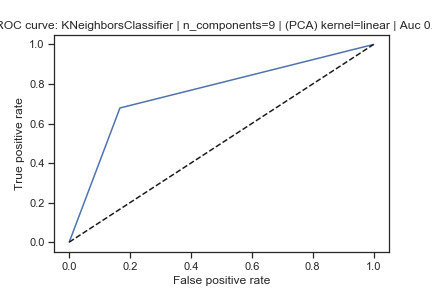 ROC curve: KNeighborsClassifier | n_components=9 | (PCA) kernel=linear | Auc 0.
1.0
0.8
0.6
0.4
0.2
0.0
True positive rate
0.0 0.2 0.4 0.6 0.8 1.0
False positive rate